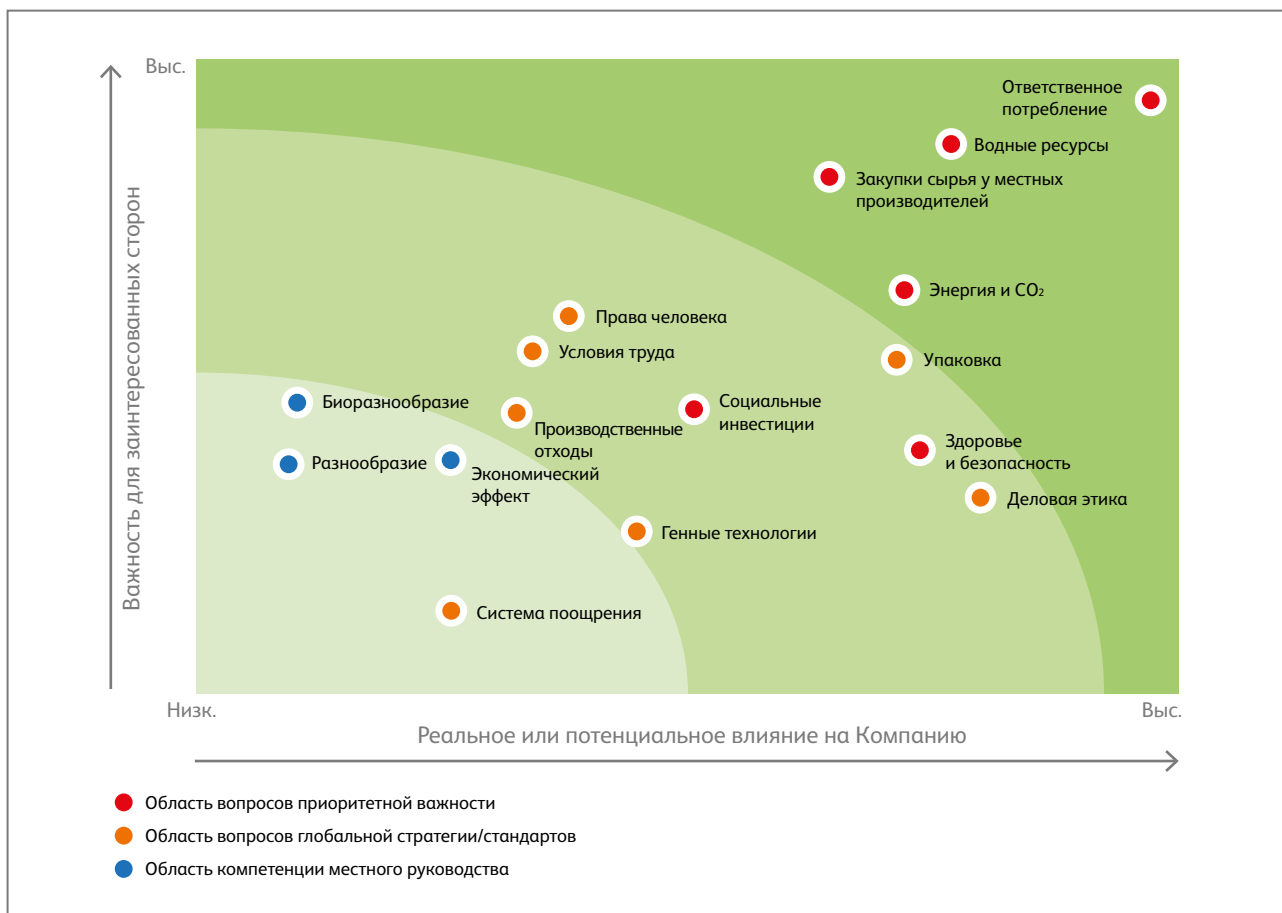 Выс.
Важность для заинтересованных сторон
Ответственное
потребление
Водные ресурсы
Закупки сырья у местных
производителей
Энергия и CO₂
Права человека
Условия труда
Упаковка
Биоразнообразие
Социальные
инвестиции
Производственные
отходы
Здоровье
и безопасность
Разнообразие
Экономический
эффект
Деловая этика
Генные технологии
Система поощрения
Низк.
Выс.
Реальное или потенциальное влияние на Компанию
Область вопросов приоритетной важности
Область вопросов глобальной стратегии/стандартов
Область компетенции местного руководства